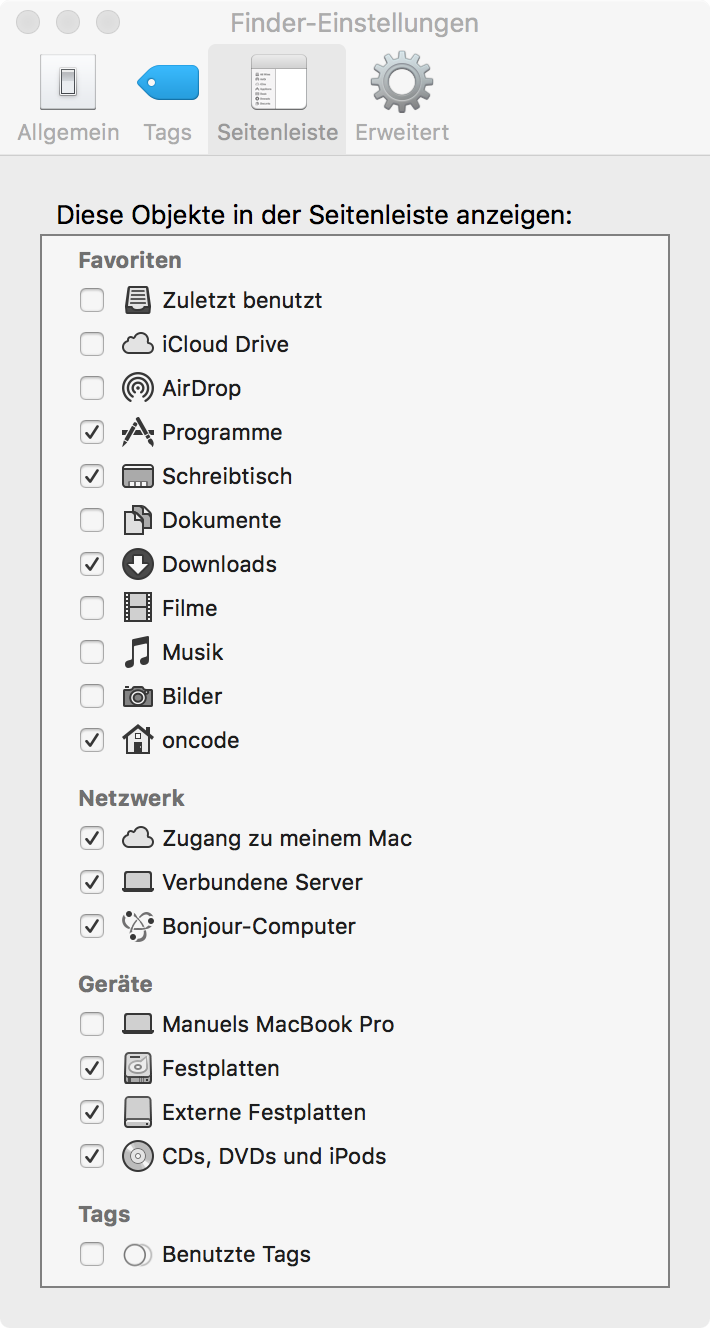 Finder-Einstellungen
Allgemein Tags Seitenleiste Erweitert
Diese Objekte in der Seitenleiste anzeigen:
Favoriten
Zuletzt benutzt
iCloud Drive
AirDrop
Programme
Schreibtisch
Dokumente
Downloads
Filme
Musik
Bilder
oncode
Netzwerk
Zugang zu meinem Mac
Verbundene Server
Bonjour-Computer
Geräte
Manuels MacBook Pro
Festplatten
Externe Festplatten
CDs, DVDs und iPods
Tags
Benutzte Tags